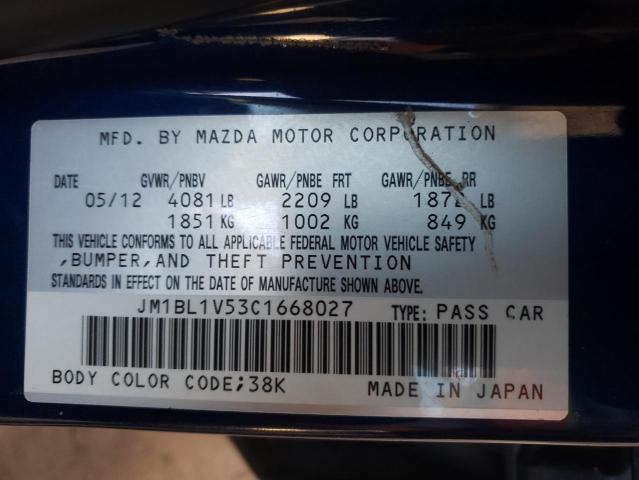 MFD. BY MAZDA MOTOR CORPORATION
DATE GVWR/PNBV GAWR/PNBE FRT GAWR/PNBE RR
05/12 4081 LB 2209 LB 1872 LB
1851 KG 1002 KG 849 KG
THIS VEHICLE CONFORMS TO ALL APPLICABLE FEDERAL MOTOR VEHICLE SAFETY
,BUMPER,AND THEFT PREVENTION
STANDARDS IN EFFECT ON THE DATE OF MANUFACTURE SHOWN ABOVE.
JM1BL1V53C1668027 TYPE: PASS CAR
BODY COLOR CODE;38K MADE IN JAPAN